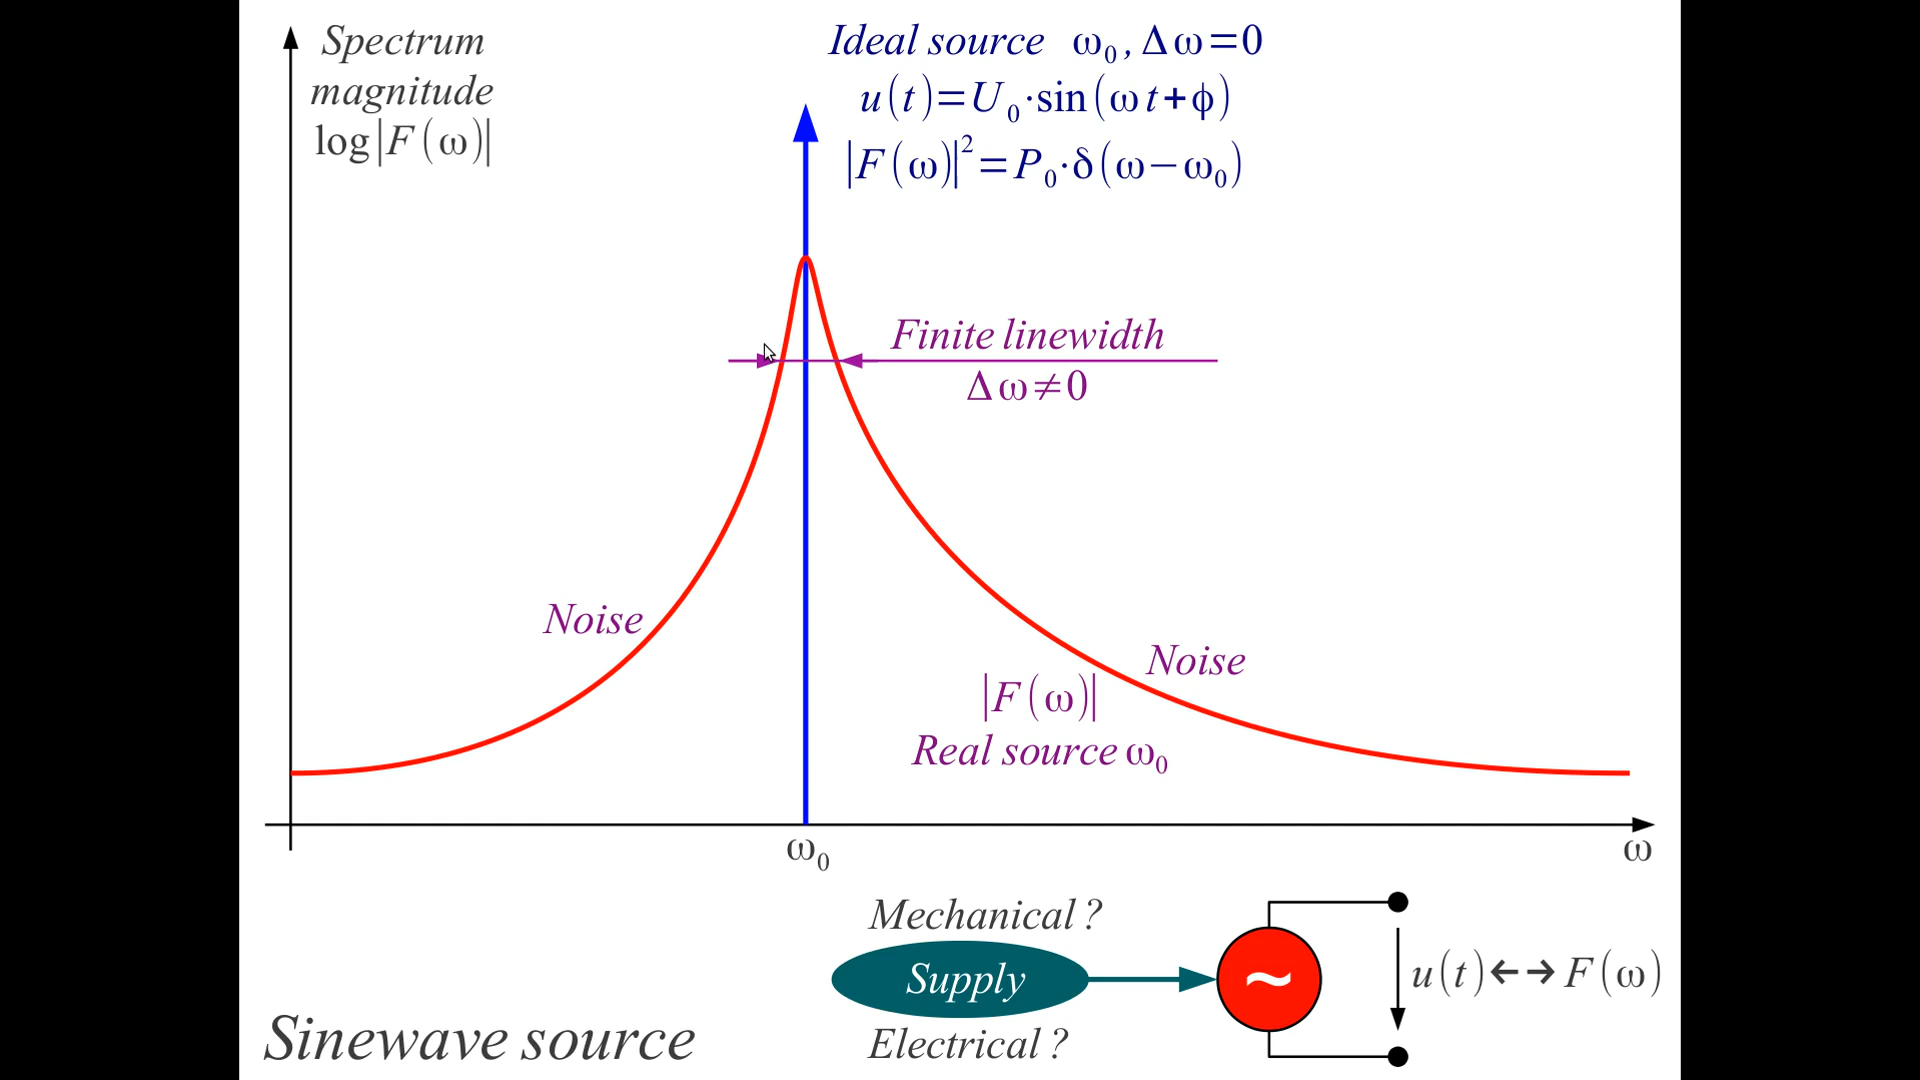 Spectrum
magnitude
log|F(ω)|
Ideal source ω₀, Δω=0
u(t)=U₀·sin(ωt+ϕ)
|F(ω)|²=P₀·δ(ω−ω₀)
Finite linewidth
Δω≠0
Noise
Noise
|F(ω)|
Real source ω₀
ω₀
ω
Mechanical ?
Supply
Electrical ?
~
u(t)←→F(ω)
Sinewave source